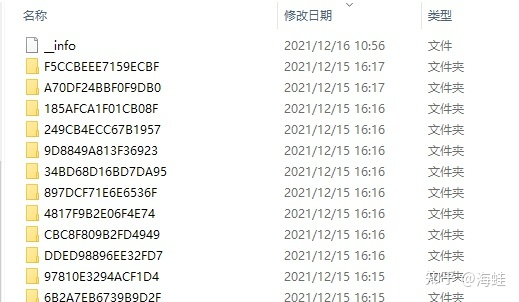 名称 修改日期 类型
__info 2021/12/16 10:56 文件
F5CCBEEE7159ECBF 2021/12/15 16:17 文件夹
A70DF24BBF0F9DB0 2021/12/15 16:17 文件夹
185AFCA1F01CB08F 2021/12/15 16:16 文件夹
249CB4ECC67B1957 2021/12/15 16:16 文件夹
9D8849A813F36923 2021/12/15 16:16 文件夹
34BD68D16BD7DA95 2021/12/15 16:16 文件夹
897DCF71E6E6536F 2021/12/15 16:16 文件夹
4817F9B2E06F4E74 2021/12/15 16:16 文件夹
CBC8F809B2FD4949 2021/12/15 16:16 文件夹
DDED98896EE32FD7 2021/12/15 16:16 文件夹
97810E3294ACF1D4 2021/12/15 16:15 文件夹
6B2A7EB6739B9D2F 2021/12/15 16:15 文件夹
知乎 @海蛙